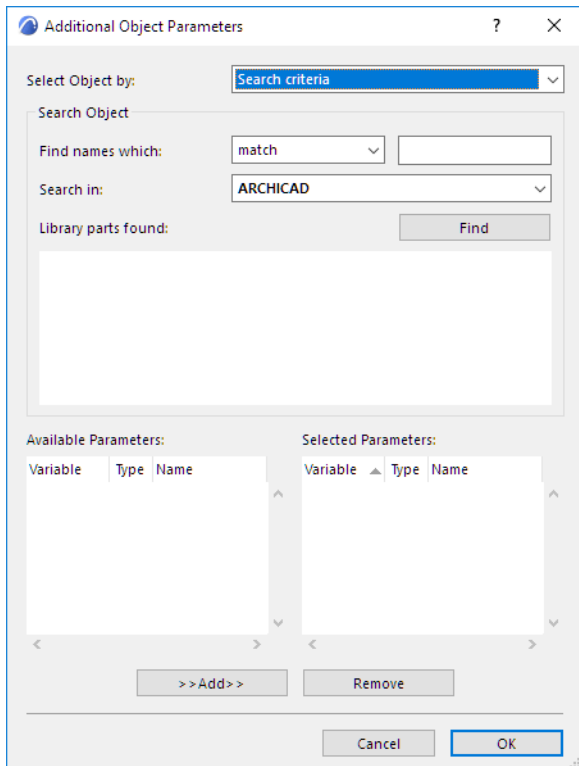 Additional Object Parameters ?
Select Object by: Search criteria
Search Object
Find names which: match
Search in: ARCHICAD
Library parts found: Find
Available Parameters: Selected Parameters:
Variable Type Name Variable Type Name
>>Add>> Remove
Cancel OK